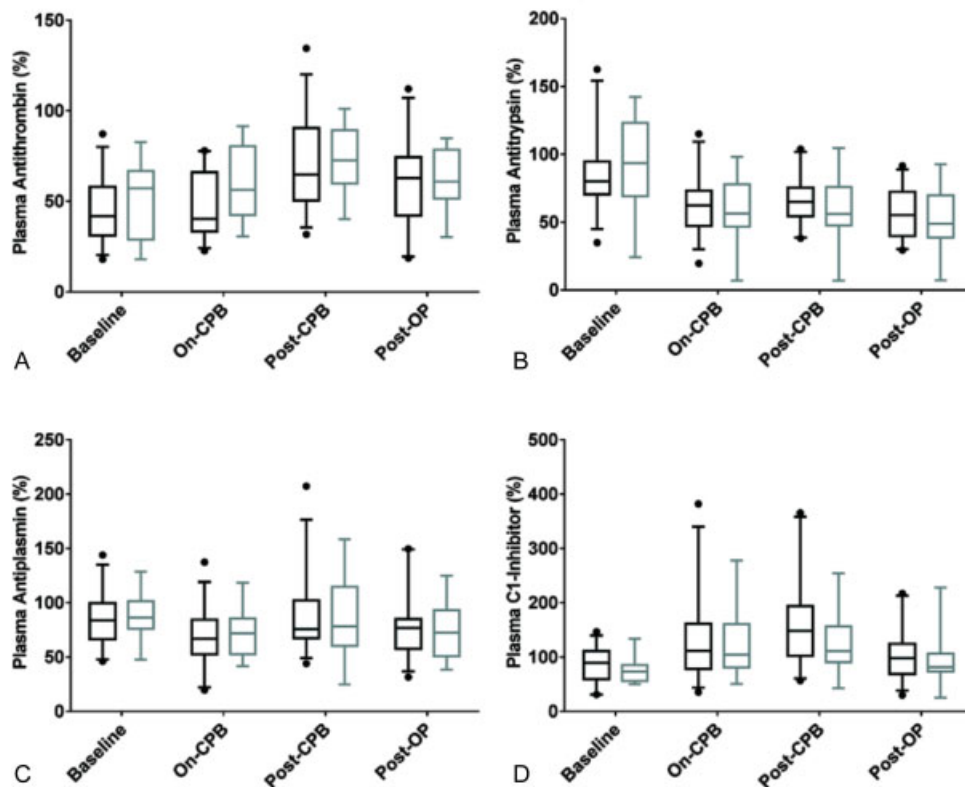 Plasma Antithrombin (%)
150
100
50
0
Baseline
On-CPB
Post-CPB
Post-OP
A
Plasma Antitrypsin (%)
200
150
100
50
0
Baseline
On-CPB
Post-CPB
Post-OP
B
Plasma Antiplasmin (%)
250
200
150
100
50
0
Baseline
On-CPB
Post-CPB
Post-OP
C
Plasma C1-Inhibitor (%)
500
400
300
200
100
0
Baseline
On-CPB
Post-CPB
Post-OP
D